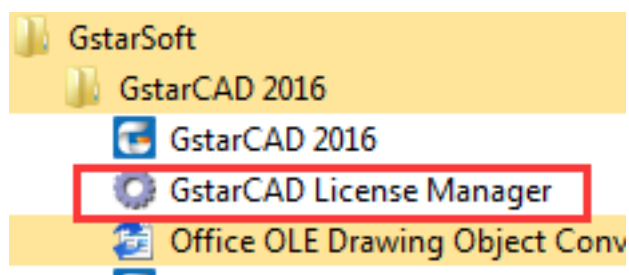 GstarSoft
GstarCAD 2016
GstarCAD 2016
GstarCAD License Manager
Office OLE Drawing Object Conv